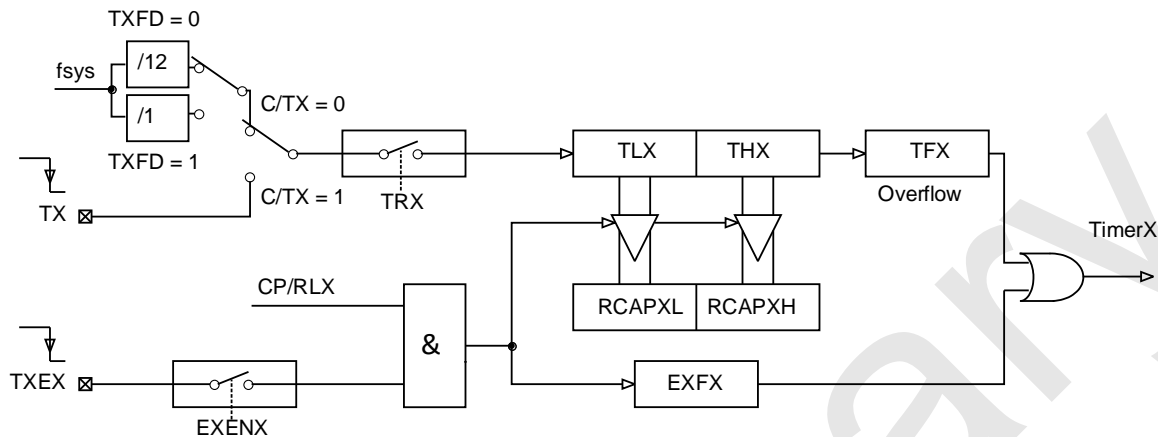 TXFD = 0
/12
fsys
C/TX = 0
/1
TXFD = 1
TLX THX TFX
C/TX = 1
TRX
Overflow
TX
TimerX
CP/RLX
RCAPXL RCAPXH
&
TXEX
EXFX
EXENX